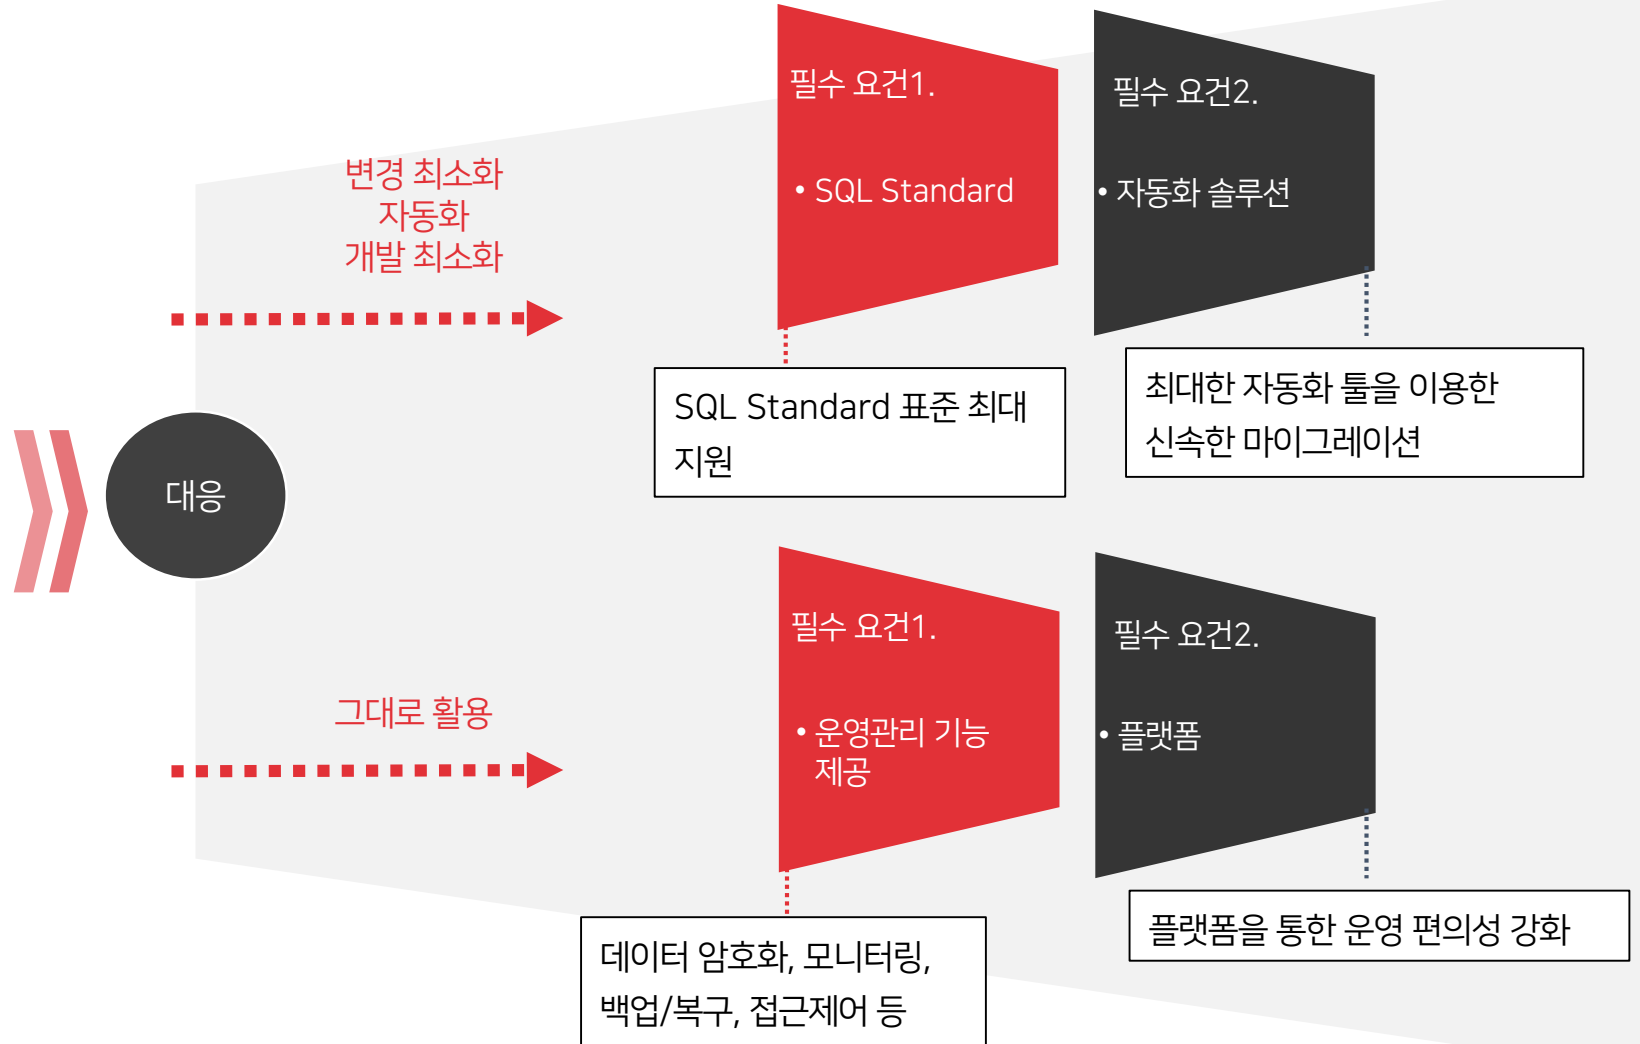 변경 최소화
자동화
개발 최소화
필수 요건1.
• SQL Standard
필수 요건2.
• 자동화 솔루션
SQL Standard 표준 최대
지원
최대한 자동화 툴을 이용한
신속한 마이그레이션
대응
그대로 활용
필수 요건1.
• 운영관리 기능
제공
필수 요건2.
• 플랫폼
데이터 암호화, 모니터링,
백업/복구, 접근제어 등
플랫폼을 통한 운영 편의성 강화